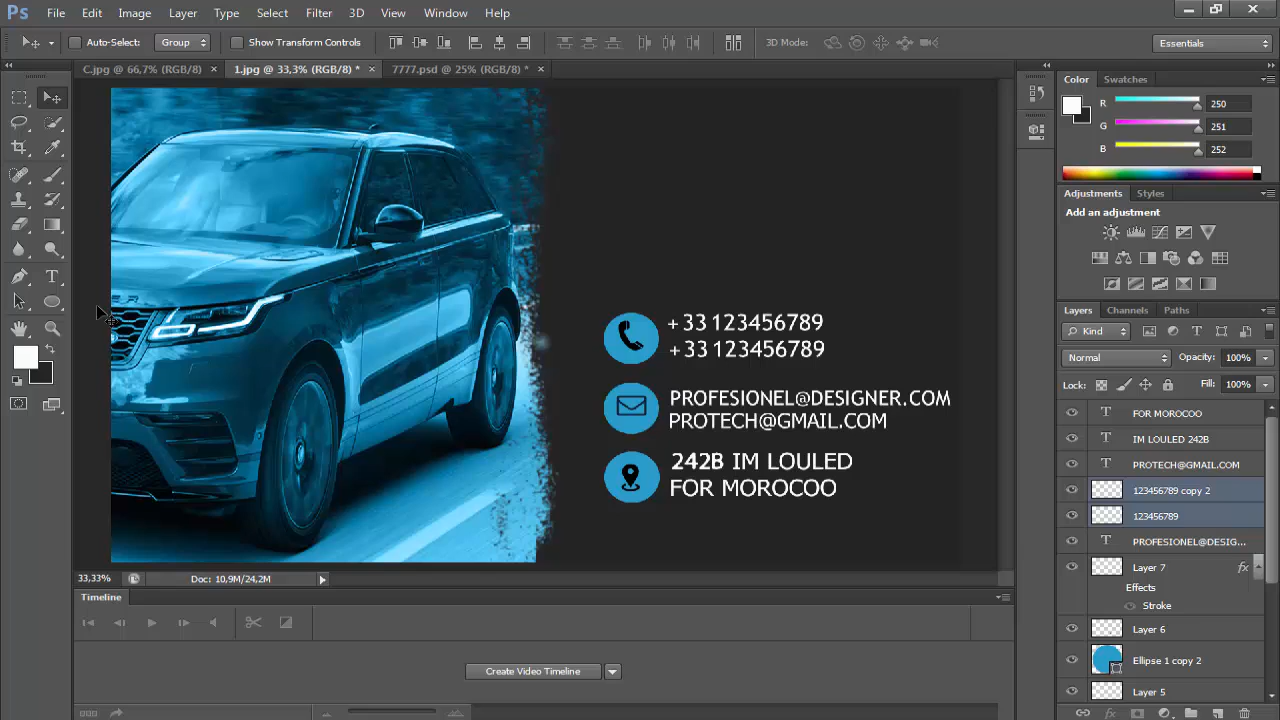 Ps File Edit Image Layer Type Select Filter 3D View Window Help
Auto-Select: Group Show Transform Controls 3D Mode: Essentials
C.jpg @ 66,7% (RGB/8) × 1.jpg @ 33,3% (RGB/8) * × 7777.psd @ 25% (RGB/8) * ×
Color Swatches
R 250
G 251
B 252
Adjustments Styles
Add an adjustment
Layers Channels Paths
Kind
Normal Opacity: 100%
Lock: Fill: 100%
FOR MOROCOO
IM LOULED 242B
PROTECH@GMAIL.COM
123456789 copy 2
123456789
PROFESIONEL@DESIG...
Layer 7 fx
Effects
Stroke
Layer 6
Ellipse 1 copy 2
Layer 5
+33 123456789
+33 123456789
PROFESIONEL@DESIGNER.COM
PROTECH@GMAIL.COM
242B IM LOULED
FOR MOROCOO
33,33% Doc: 10,9M/24,2M
Timeline
Create Video Timeline